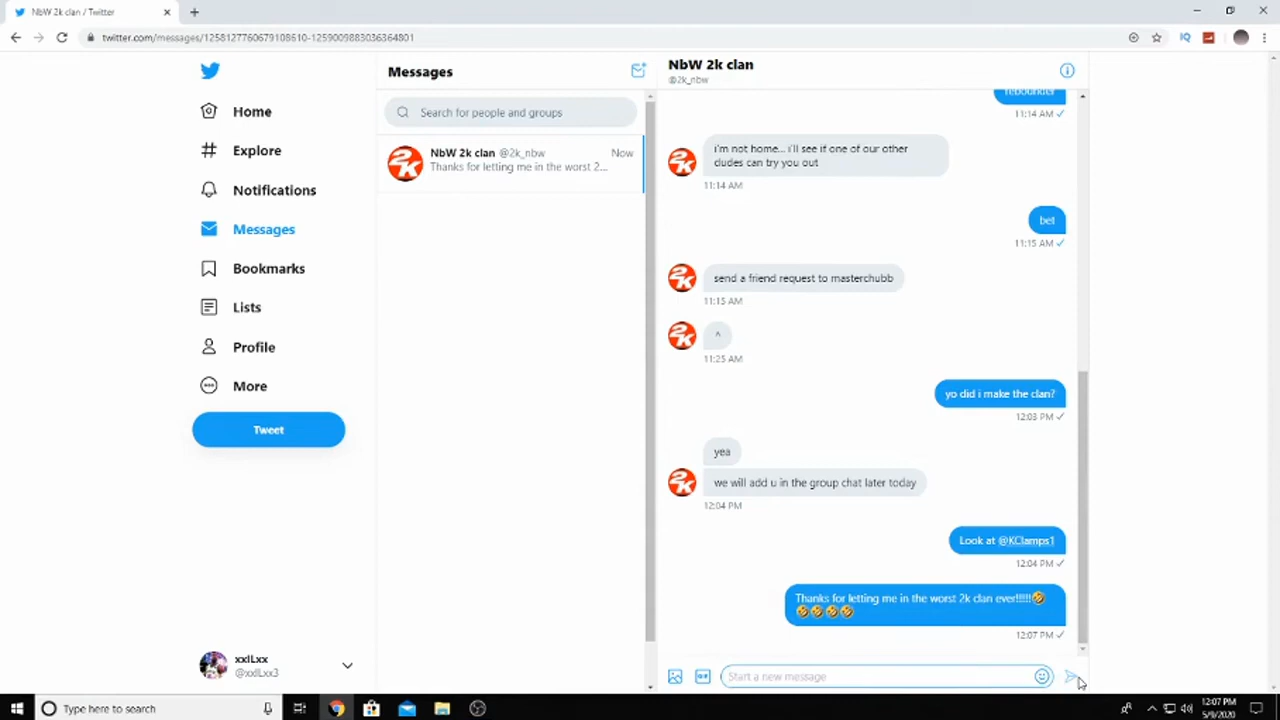 NbW 2k clan / Twitter
twitter.com/messages/1258127760679108610-1259009883036364801
Home
Explore
Notifications
Messages
Bookmarks
Lists
Profile
More
Tweet
xxlLxx
@xxlLxx3
Messages
Search for people and groups
NbW 2k clan @2k_nbw Now
Thanks for letting me in the worst 2...
NbW 2k clan
@2k_nbw
rebounder
11:14 AM
i'm not home... i'll see if one of our other
dudes can try you out
11:14 AM
bet
11:15 AM
send a friend request to masterchubb
11:15 AM
^
11:25 AM
yo did i make the clan?
12:03 PM
yea
we will add u in the group chat later today
12:04 PM
Look at @KClamps1
12:04 PM
Thanks for letting me in the worst 2k clan ever!!!!!!🤣
🤣🤣🤣🤣
12:07 PM
GIF
Start a new message
Type here to search
12:07 PM
5/9/2020